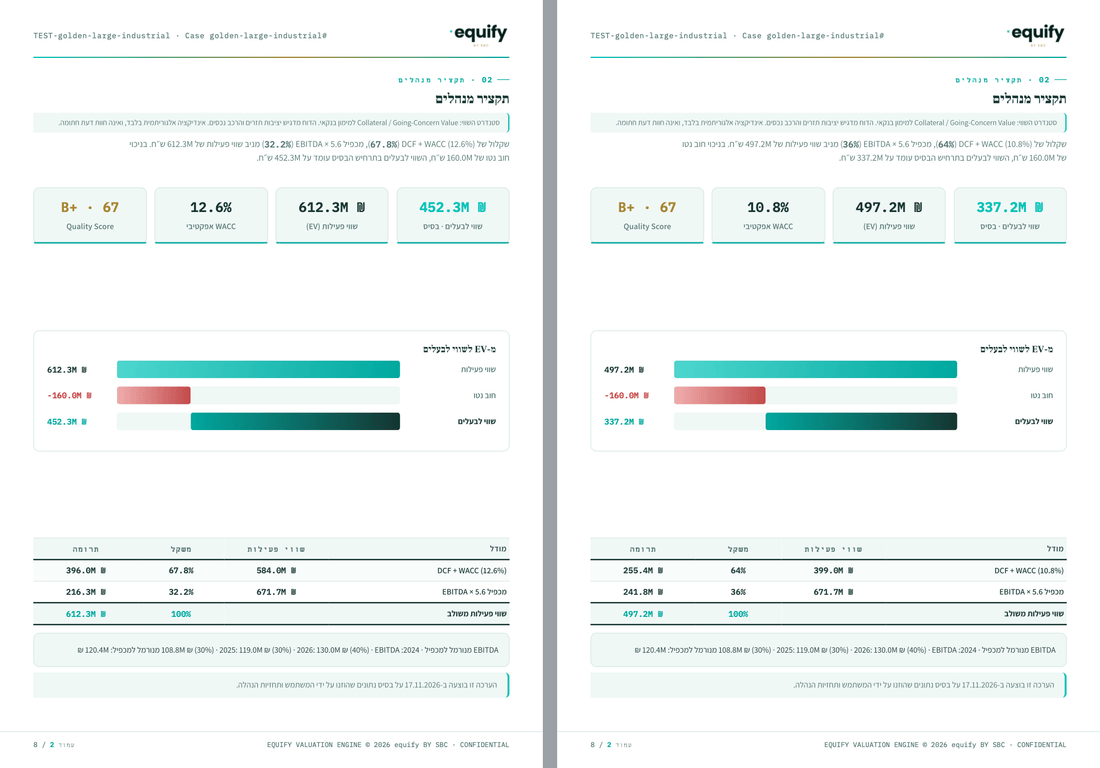 TEST-golden-large-industrial · Case golden-large-industrial#
equify
BY SBC
02 · תקציר מנהלים
תקציר מנהלים
סטנדרט השווי: Collateral / Going-Concern Value למימון בנקאי. הדוח מדגיש יציבות תזרים והרכב נכסים. אינדיקציה אלגוריתמית בלבד, ואינה חוות דעת חתומה.
שקלול של DCF + WACC (12.6%) (67.8%), מכפיל EBITDA × 5.6 (32.2%) מניב שווי פעילות של 612.3M ש״ח. בניכוי
חוב נטו של 160.0M ש״ח, השווי לבעלים בתרחיש הבסיס עומד על 452.3M ש״ח.
452.3M ₪
שווי לבעלים · בסיס
612.3M ₪
שווי פעילות (EV)
12.6%
WACC אפקטיבי
B+ · 67
Quality Score
מ-EV לשווי לבעלים
שווי פעילות
612.3M ₪
חוב נטו
-160.0M ₪
שווי לבעלים
452.3M ₪
מודל שווי פעילות משקל תרומה
DCF + WACC (12.6%) 584.0M ₪ 67.8% 396.0M ₪
מכפיל EBITDA × 5.6 671.7M ₪ 32.2% 216.3M ₪
שווי פעילות משולב 100% 612.3M ₪
EBITDA מנורמל למכפיל · 2024: 108.8M ₪ (30%) · 2025: 119.0M ₪ (30%) · 2026: 130.0M ₪ (40%) · EBITDA מנורמל למכפיל: 120.4M ₪
הערכה זו בוצעה ב-17.11.2026 על בסיס נתונים שהוזנו על ידי המשתמש ותחזיות הנהלה.
EQUIFY VALUATION ENGINE © 2026 equify BY SBC · CONFIDENTIAL
עמוד 2 / 8
TEST-golden-large-industrial · Case golden-large-industrial#
equify
BY SBC
02 · תקציר מנהלים
תקציר מנהלים
סטנדרט השווי: Collateral / Going-Concern Value למימון בנקאי. הדוח מדגיש יציבות תזרים והרכב נכסים. אינדיקציה אלגוריתמית בלבד, ואינה חוות דעת חתומה.
שקלול של DCF + WACC (10.8%) (64%), מכפיל EBITDA × 5.6 (36%) מניב שווי פעילות של 497.2M ש״ח. בניכוי חוב נטו
של 160.0M ש״ח, השווי לבעלים בתרחיש הבסיס עומד על 337.2M ש״ח.
337.2M ₪
שווי לבעלים · בסיס
497.2M ₪
שווי פעילות (EV)
10.8%
WACC אפקטיבי
B+ · 67
Quality Score
מ-EV לשווי לבעלים
שווי פעילות
497.2M ₪
חוב נטו
-160.0M ₪
שווי לבעלים
337.2M ₪
מודל שווי פעילות משקל תרומה
DCF + WACC (10.8%) 399.0M ₪ 64% 255.4M ₪
מכפיל EBITDA × 5.6 671.7M ₪ 36% 241.8M ₪
שווי פעילות משולב 100% 497.2M ₪
EBITDA מנורמל למכפיל · 2024: 108.8M ₪ (30%) · 2025: 119.0M ₪ (30%) · 2026: 130.0M ₪ (40%) · EBITDA מנורמל למכפיל: 120.4M ₪
הערכה זו בוצעה ב-17.11.2026 על בסיס נתונים שהוזנו על ידי המשתמש ותחזיות הנהלה.
EQUIFY VALUATION ENGINE © 2026 equify BY SBC · CONFIDENTIAL
עמוד 2 / 8